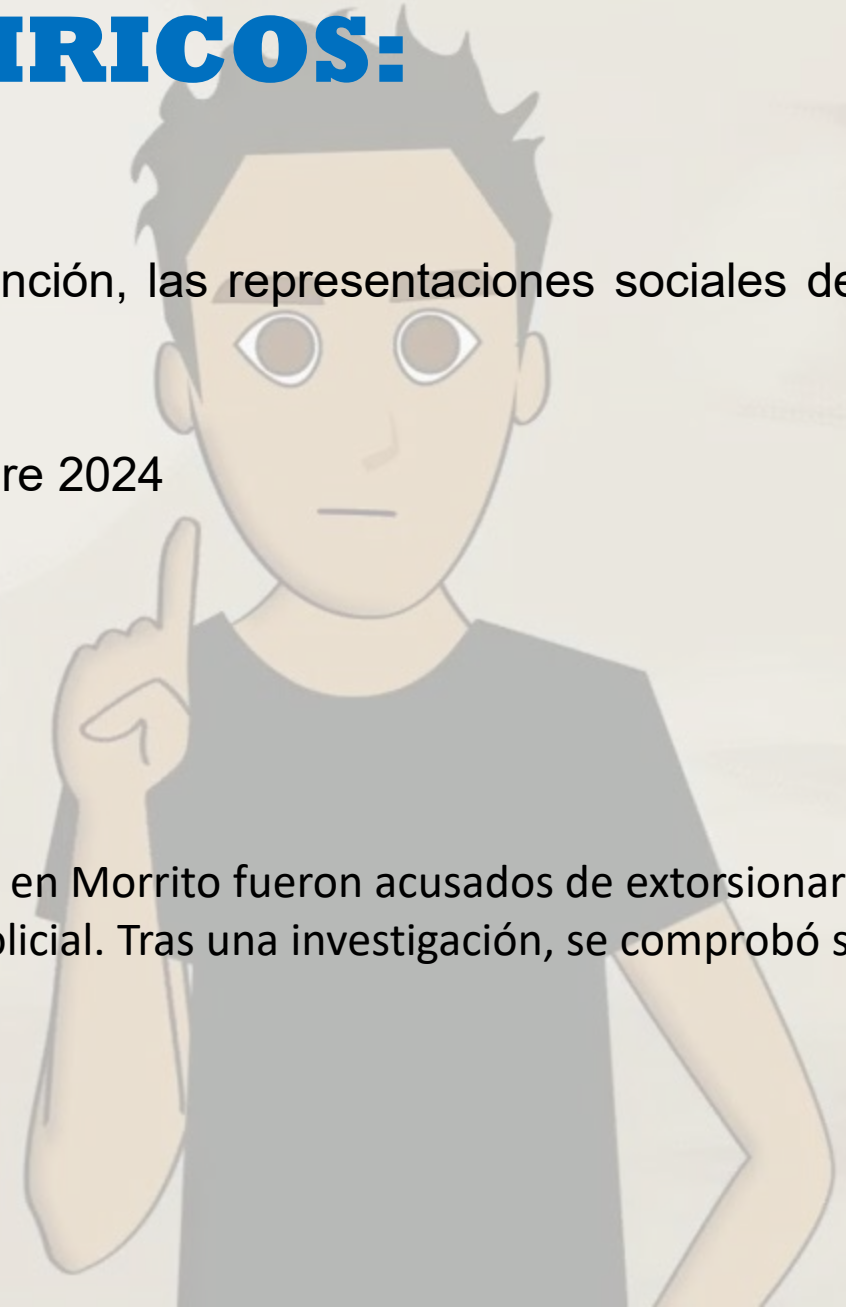 IRICOS:
nción, las representaciones sociales de
re 2024
en Morrito fueron acusados de extorsionar
olicial. Tras una investigación, se comprobó s